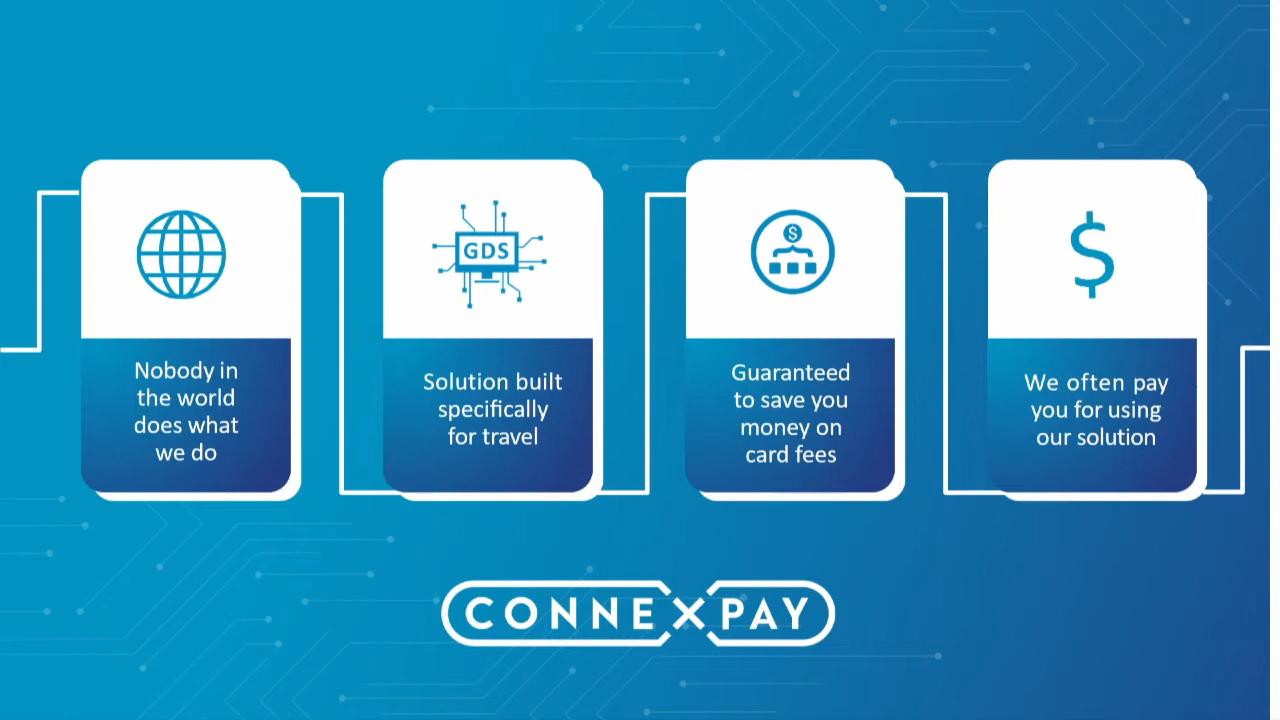 GDS
$
$
Nobody in
the world
does what
we do
Solution built
specifically
for travel
Guaranteed
to save you
money on
card fees
We often pay
you for using
our solution
CONNEXPAY